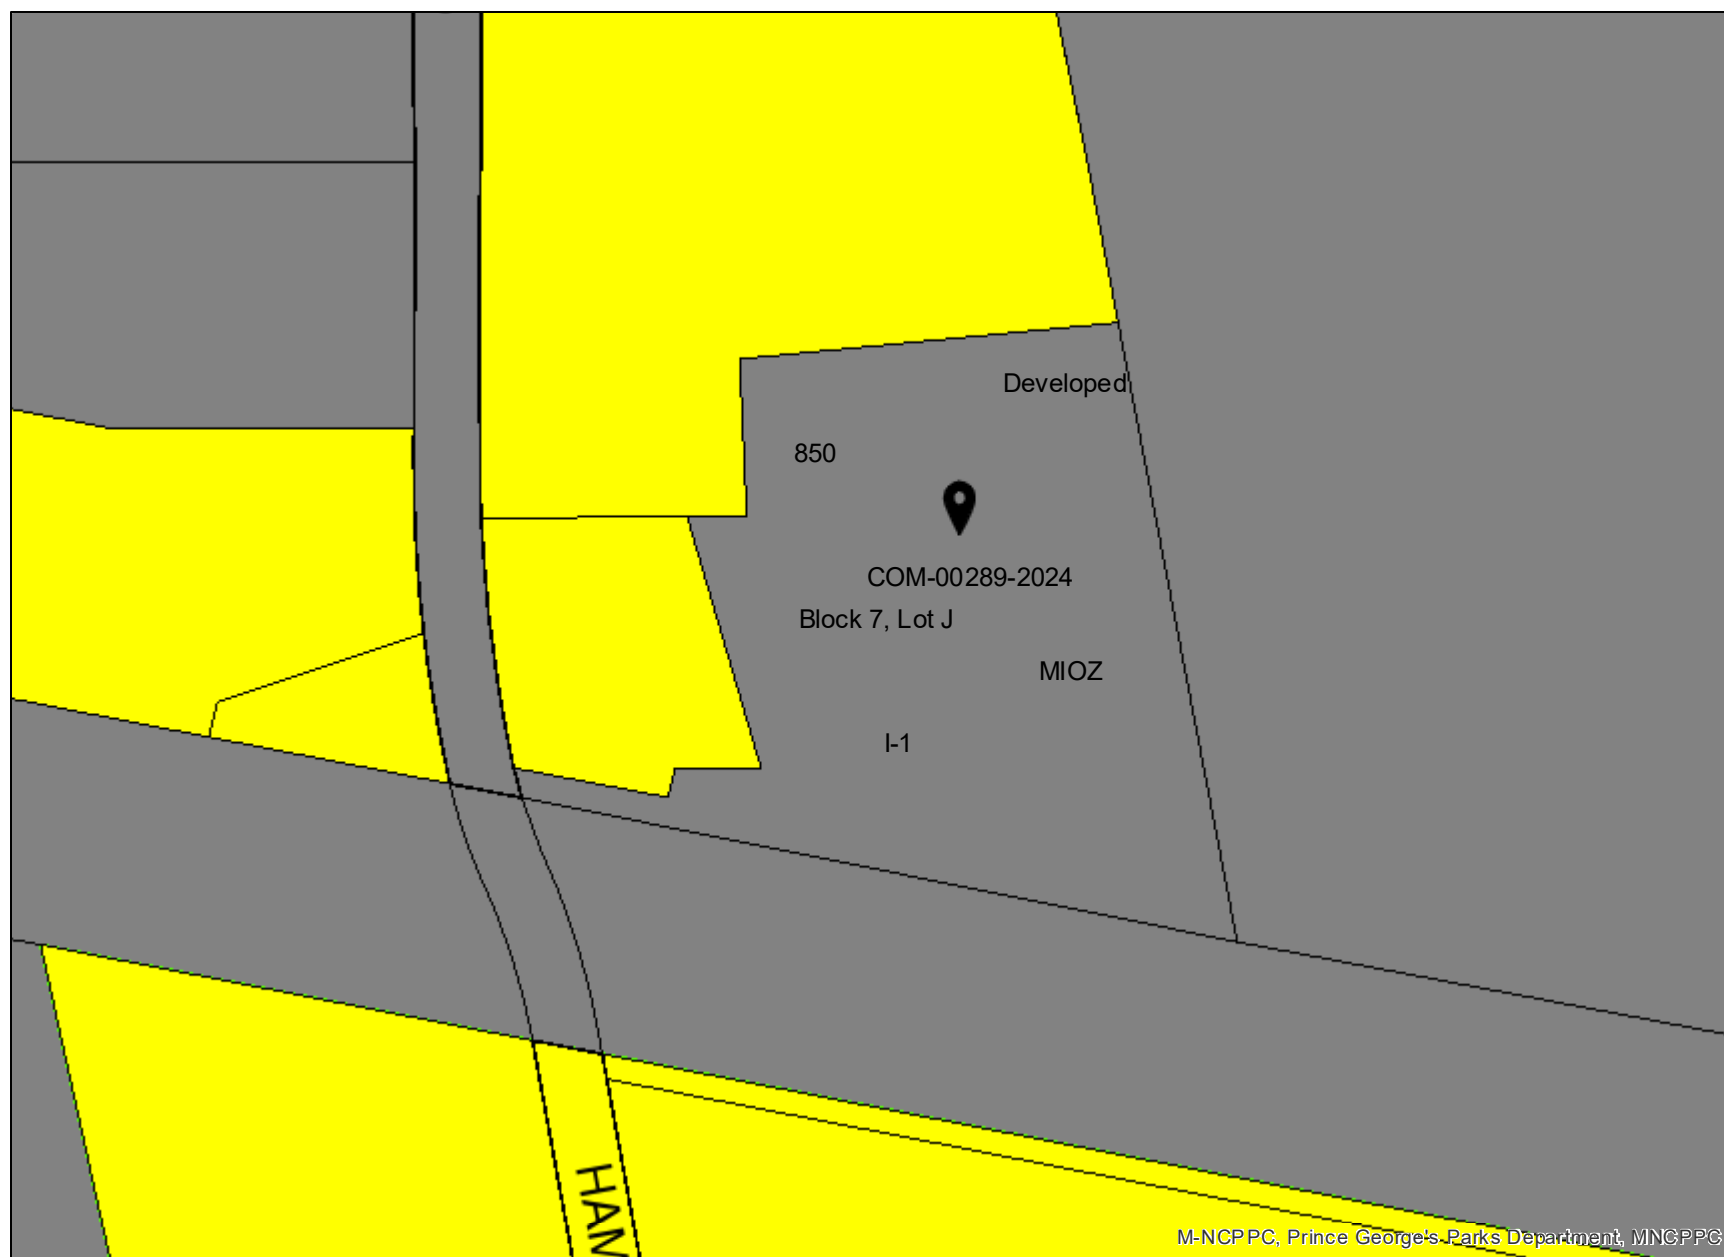 Developed
850
COM-00289-2024
Block 7, Lot J
MIOZ
I-1
HAM
M-NCPPC, Prince George's Parks Department, MNCPPC